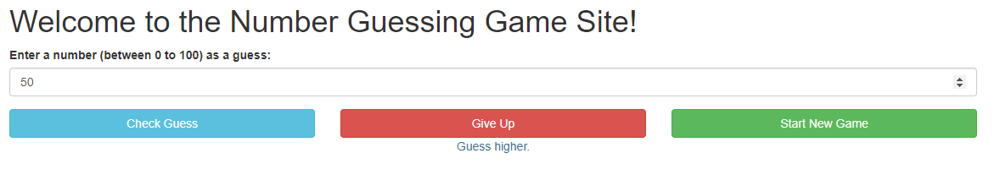 Welcome to the Number Guessing Game Site!
Enter a number (between 0 to 100) as a guess:
50
Check Guess
Give Up
Start New Game
Guess higher.